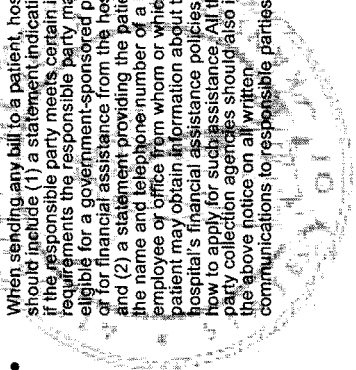 • When sending any bill to a patient, hos
should include (1) a statement indicati
if the responsible party meets certain i
requirements the responsible party ma
eligible for a government-sponsored p
or for financial assistance from the hos
and (2) a statement providing the patie
the name and telephone number of a
employee or office from whom or whic
patient may obtain information about t
hospital's financial assistance policies
how to apply for such assistance. All t
party collection agencies should also i
the above notice on all written
communications to responsible parties